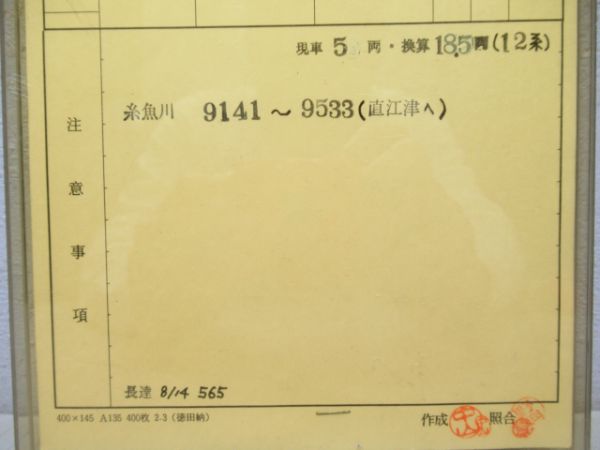 現車 5 両・換算 18.5 両(12系)
糸魚川 9141～9533(直江津へ)
注意事項
長達 8/14 565
400×145 A135 400枚 2-3 (徳田納)
作成 照合